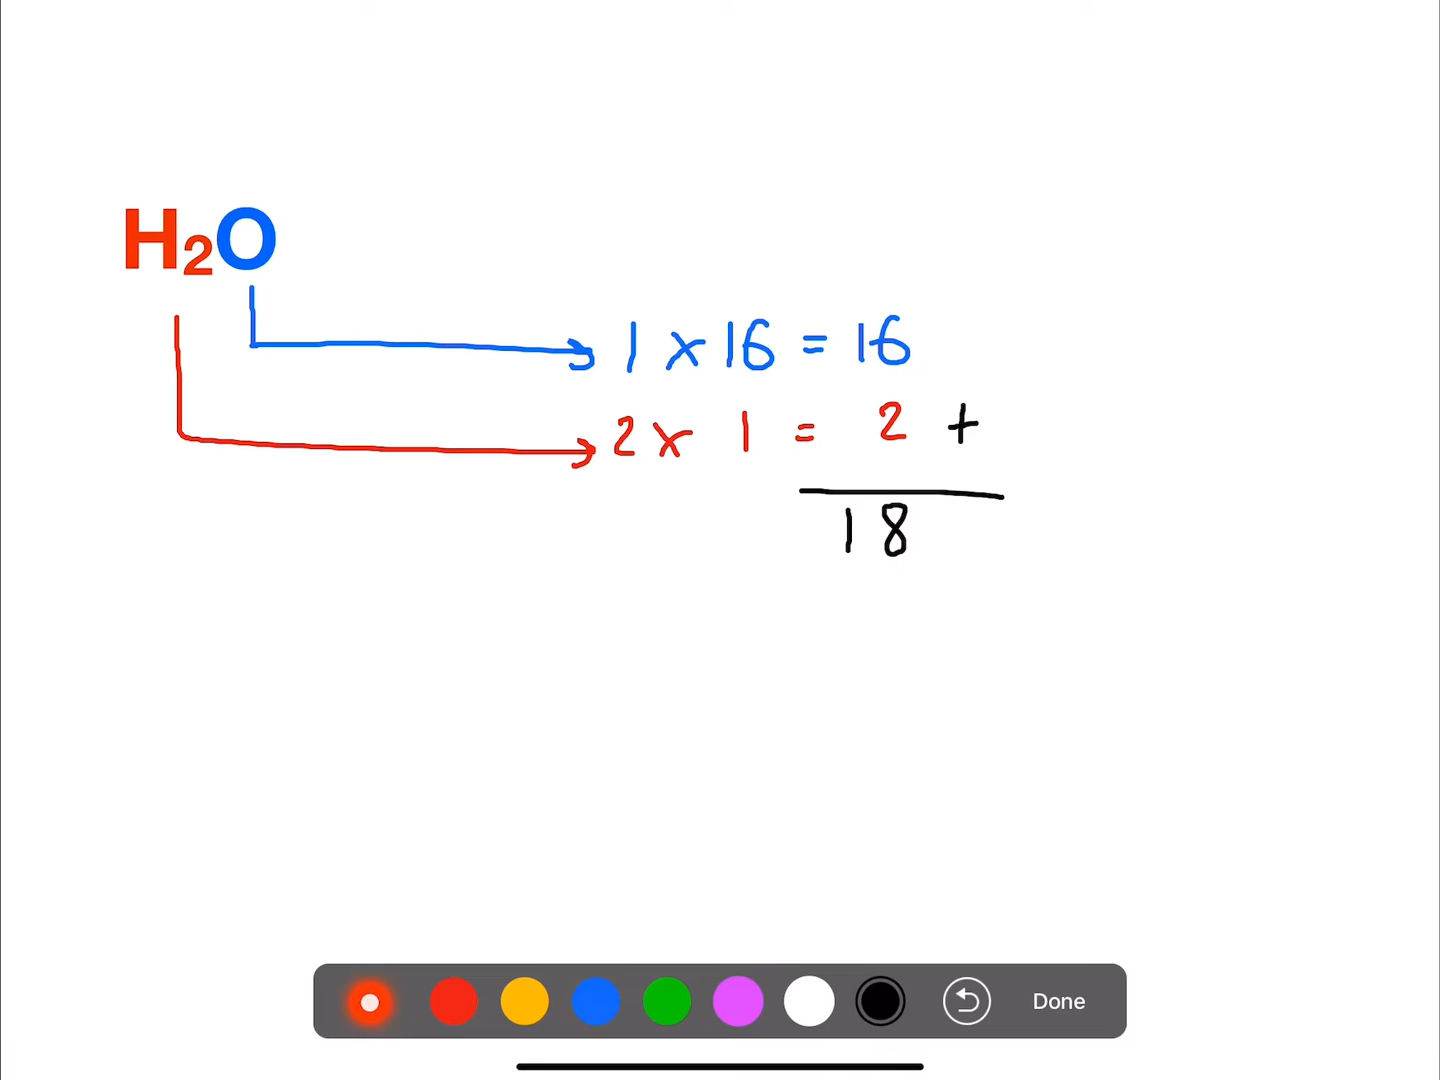 H₂O
1 x 16 = 16
2 x 1 = 2 +
18
Done